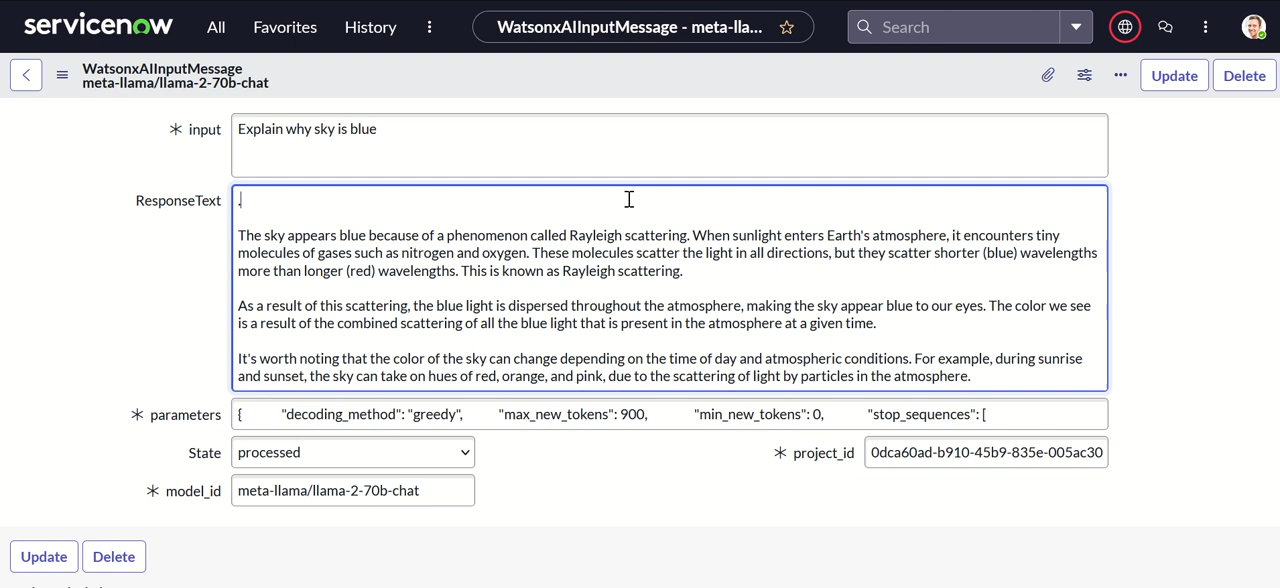 servicenow All Favorites History WatsonxAIInputMessage - meta-lla... Search
WatsonxAIInputMessage
meta-llama/llama-2-70b-chat
Update Delete
* input Explain why sky is blue
ResponseText .
The sky appears blue because of a phenomenon called Rayleigh scattering. When sunlight enters Earth's atmosphere, it encounters tiny
molecules of gases such as nitrogen and oxygen. These molecules scatter the light in all directions, but they scatter shorter (blue) wavelengths
more than longer (red) wavelengths. This is known as Rayleigh scattering.
As a result of this scattering, the blue light is dispersed throughout the atmosphere, making the sky appear blue to our eyes. The color we see
is a result of the combined scattering of all the blue light that is present in the atmosphere at a given time.
It's worth noting that the color of the sky can change depending on the time of day and atmospheric conditions. For example, during sunrise
and sunset, the sky can take on hues of red, orange, and pink, due to the scattering of light by particles in the atmosphere.
* parameters { "decoding_method": "greedy", "max_new_tokens": 900, "min_new_tokens": 0, "stop_sequences": [
State processed * project_id 0dca60ad-b910-45b9-835e-005ac30
* model_id meta-llama/llama-2-70b-chat
Update Delete